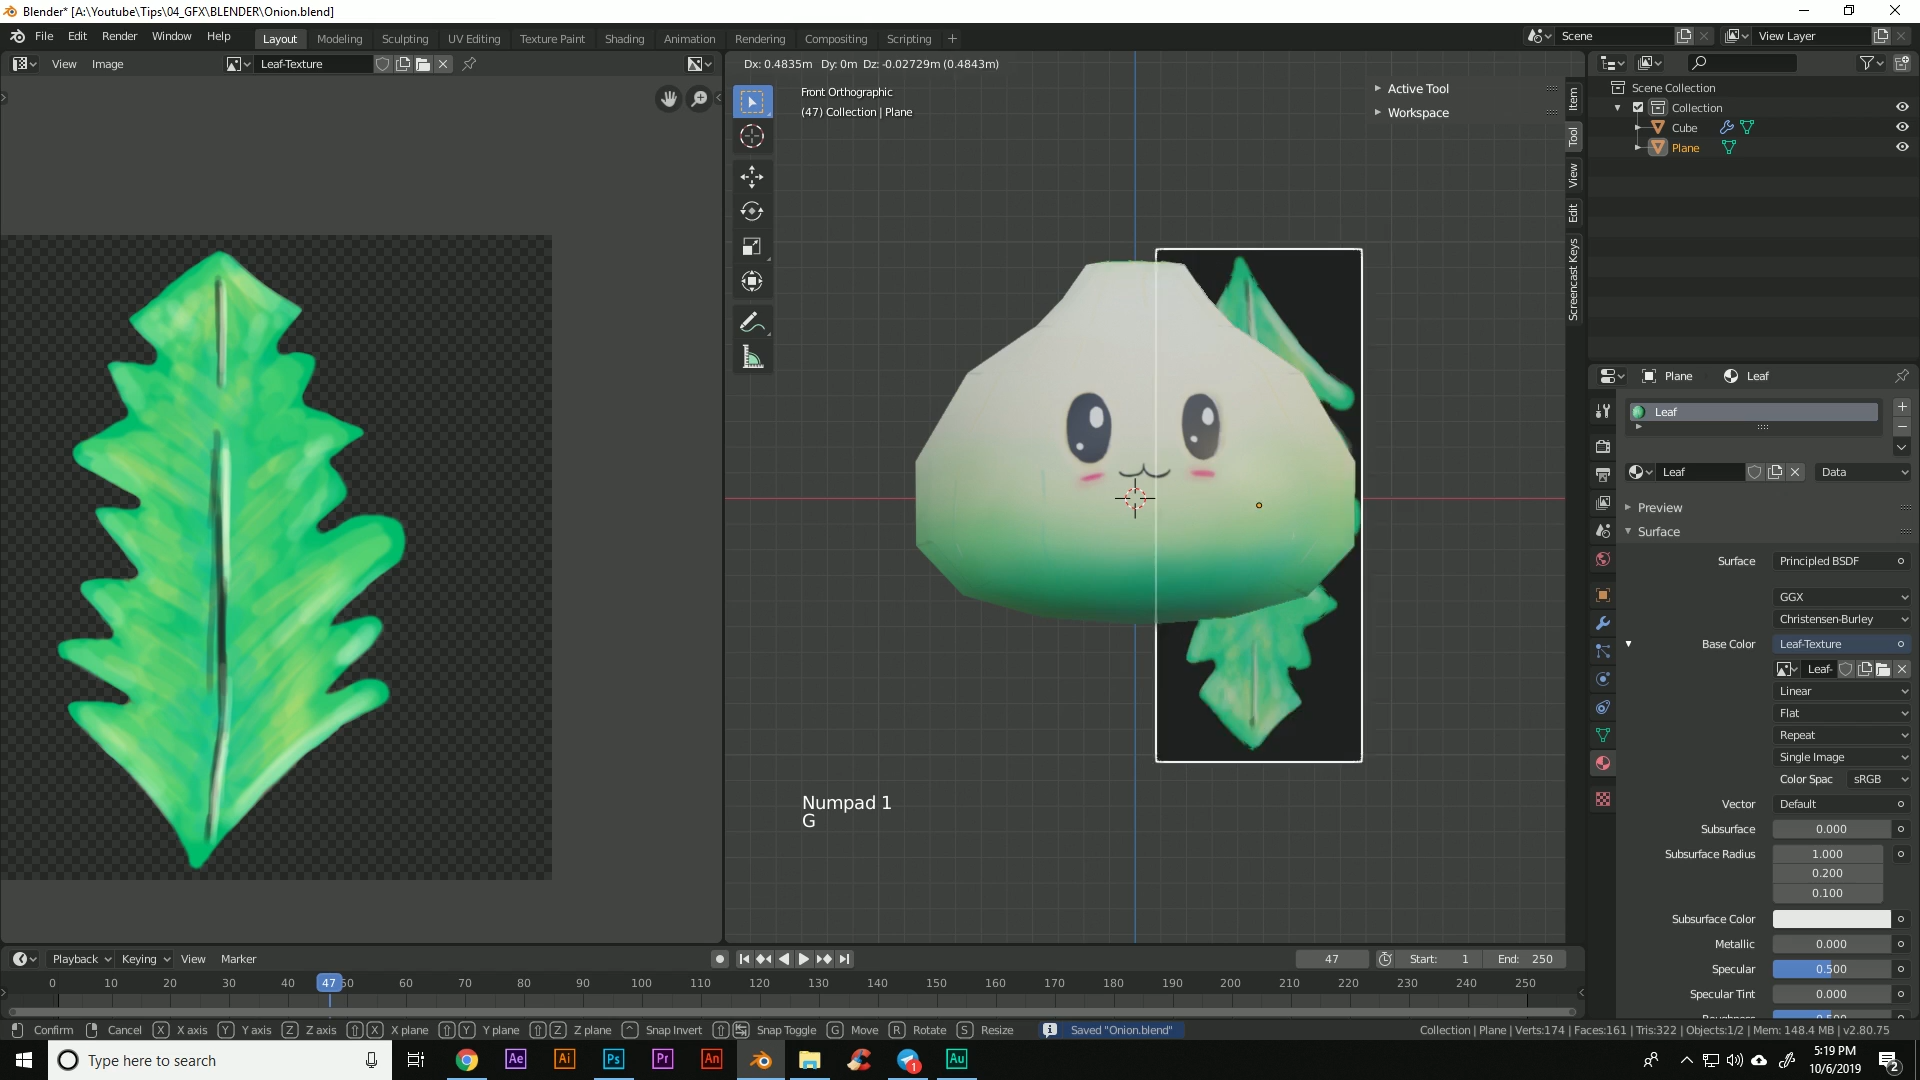 Blender* [A:\Youtube\Tips\04_GFX\BLENDER\Onion.blend]
File Edit Render Window Help Layout Modeling Sculpting UV Editing Texture Paint Shading Animation Rendering Compositing Scripting Scene View Layer
View Image Leaf-Texture
Dx: 0.4835m Dy: 0m Dz: -0.02729m (0.4843m)
Front Orthographic
(47) Collection | Plane
Active Tool
Workspace
Item
Tool
View
Edit
Screencast Keys
Scene Collection
Collection
Cube
Plane
Plane Leaf
Leaf
Leaf Data
Preview
Surface
Surface Principled BSDF
GGX
Christensen-Burley
Base Color Leaf-Texture
Leaf-
Linear
Flat
Repeat
Single Image
Color Spac sRGB
Vector Default
Subsurface 0.000
Subsurface Radius 1.000
0.200
0.100
Subsurface Color
Metallic 0.000
Specular 0.500
Specular Tint 0.000
Numpad 1
G
Playback Keying View Marker 47 Start: 1 End: 250
0 10 20 30 40 47 50 60 70 80 90 100 110 120 130 140 150 160 170 180 190 200 210 220 230 240 250
Confirm Cancel X X axis Y Y axis Z Z axis X X plane Y Y plane Z Z plane Snap Invert Snap Toggle G Move R Rotate S Resize Saved "Onion.blend" Collection | Plane | Verts:174 | Faces:161 | Tris:322 | Objects:1/2 | Mem: 148.4 MB | v2.80.75
Type here to search
Ae Ai Ps Pr An 1 Au
5:19 PM
10/6/2019
2